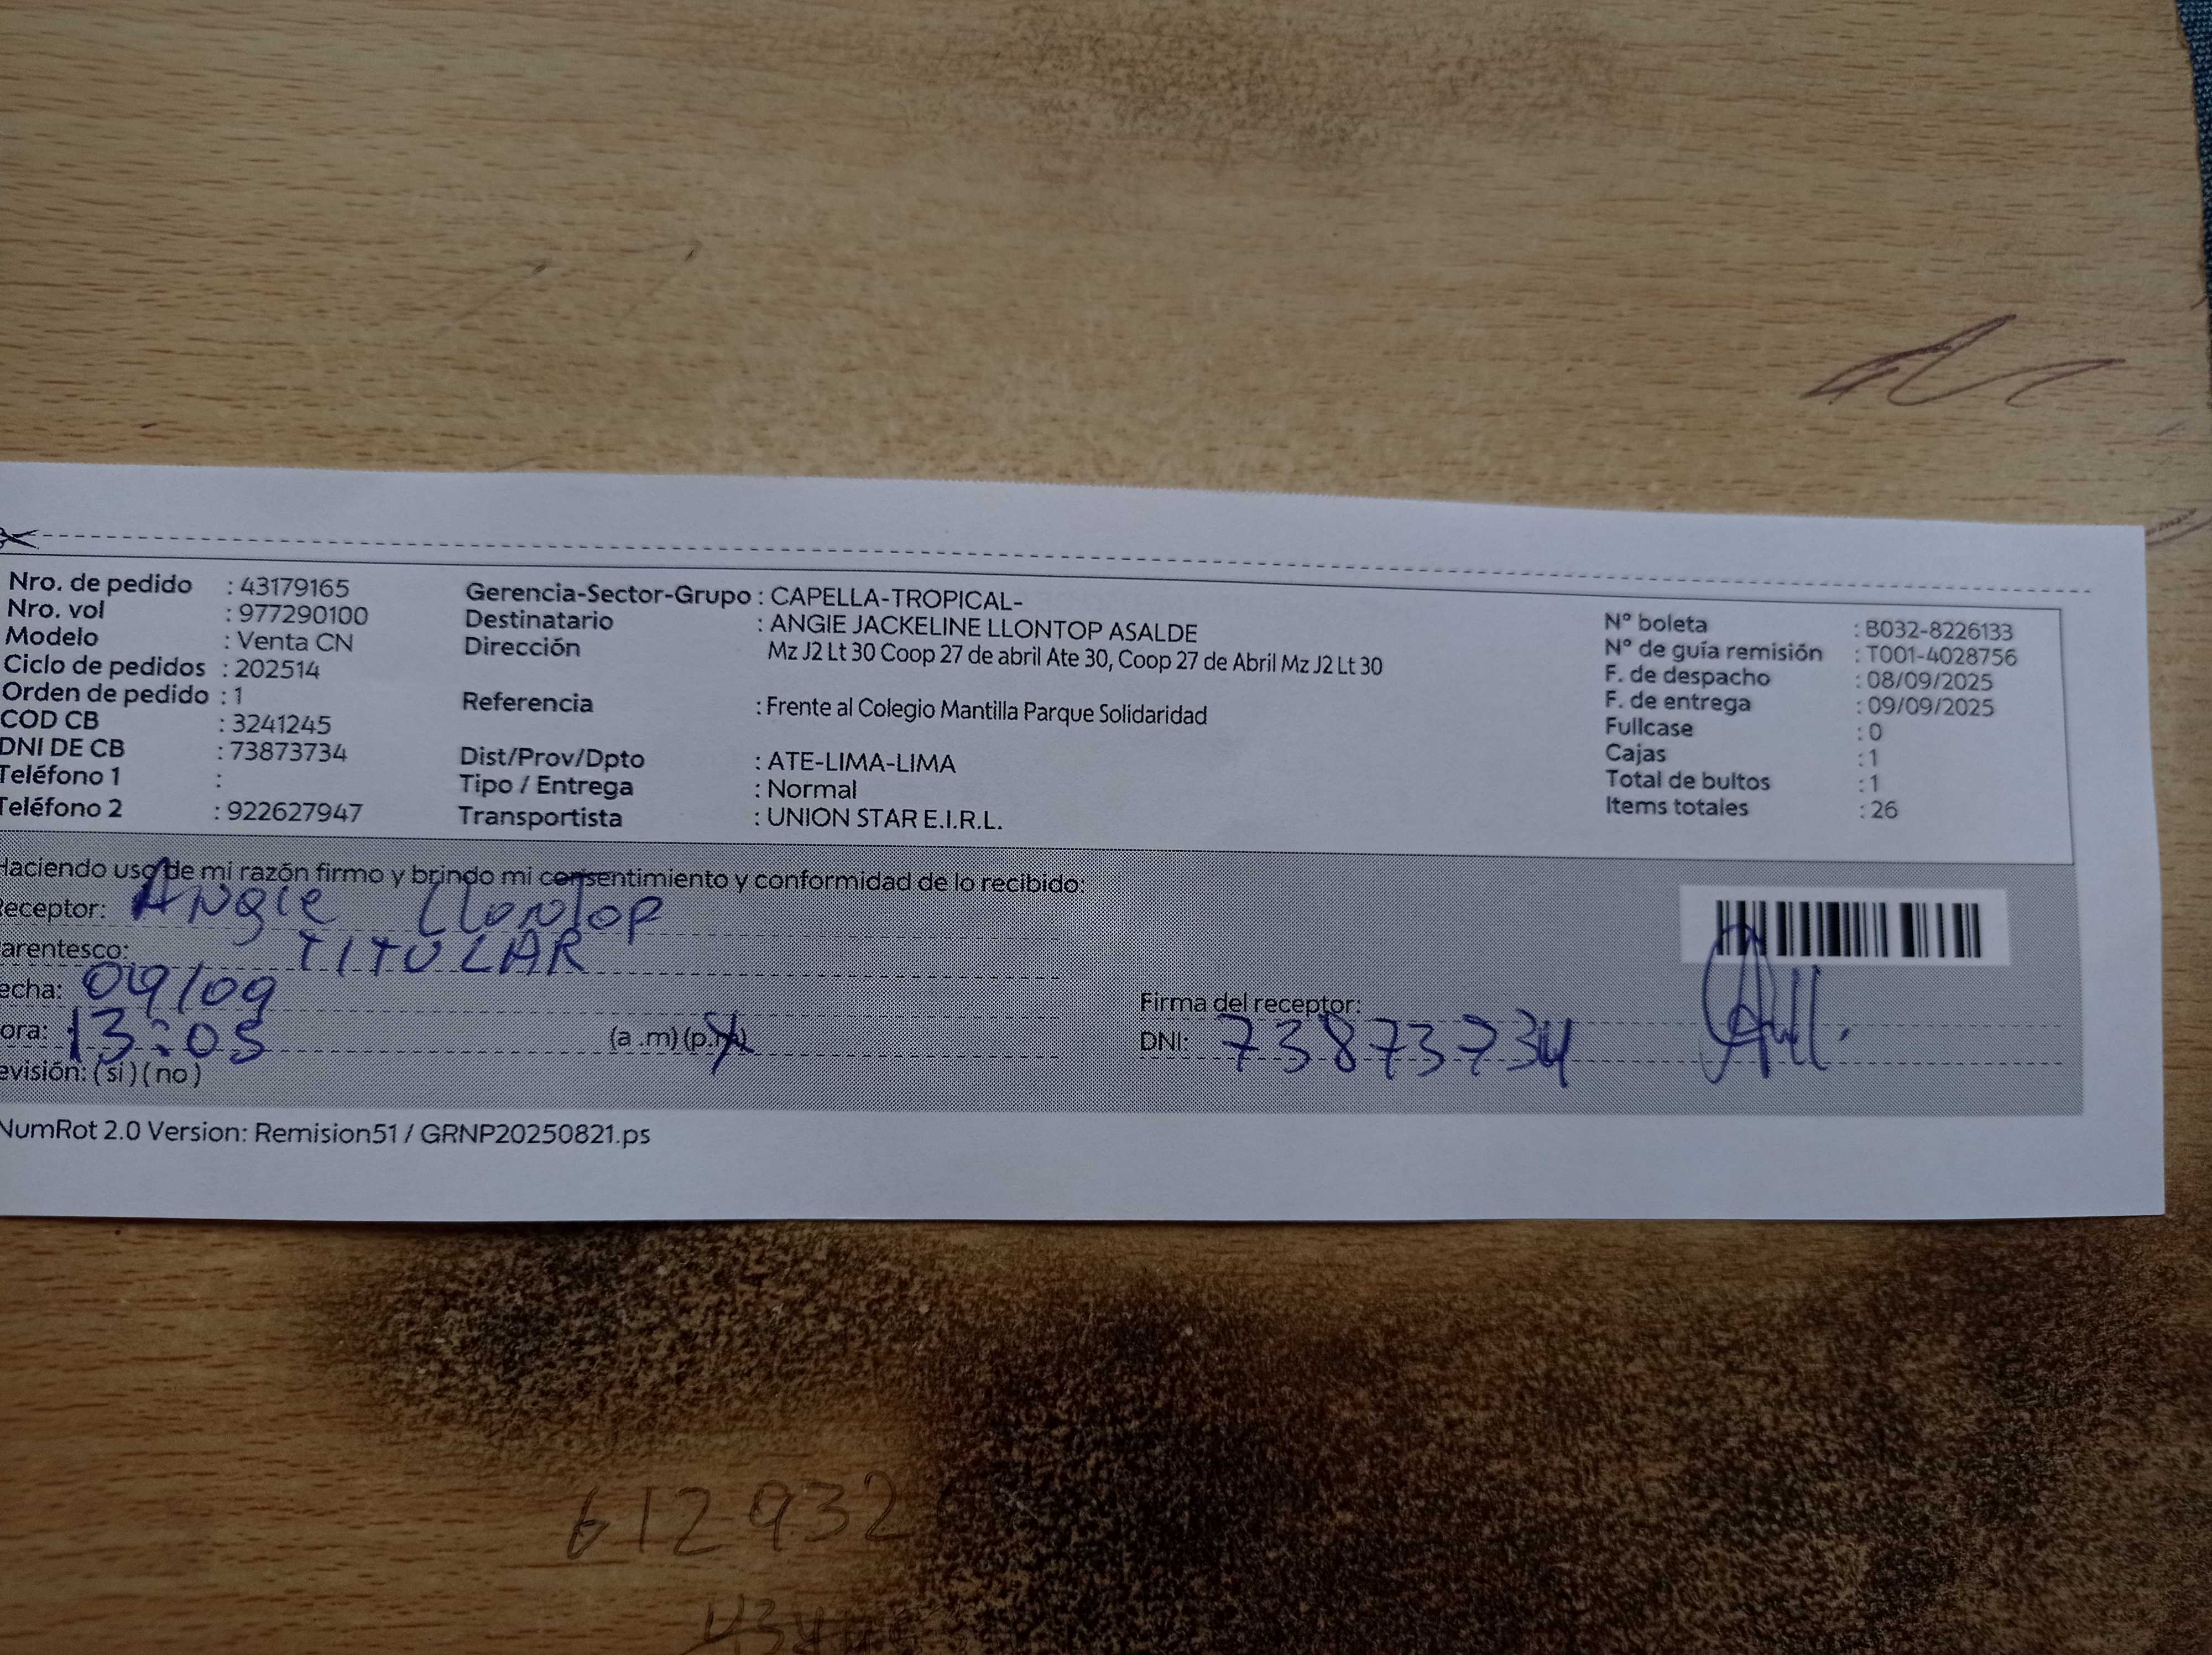 Nro. de pedido : 43179165
Nro. vol : 977290100
Modelo : Venta CN
Ciclo de pedidos : 202514
Orden de pedido : 1
COD CB : 3241245
DNI DE CB : 73873734
Teléfono 1 :
Teléfono 2 : 922627947
Gerencia-Sector-Grupo : CAPELLA-TROPICAL-
Destinatario : ANGIE JACKELINE LLONTOP ASALDE
Dirección Mz J2 Lt 30 Coop 27 de abril Ate 30, Coop 27 de Abril Mz J2 Lt 30
Referencia : Frente al Colegio Mantilla Parque Solidaridad
Dist/Prov/Dpto : ATE-LIMA-LIMA
Tipo / Entrega : Normal
Transportista : UNION STAR E.I.R.L.
N° boleta : B032-8226133
N° de guía remisión : T001-4028756
F. de despacho : 08/09/2025
F. de entrega : 09/09/2025
Fullcase : 0
Cajas : 1
Total de bultos : 1
Items totales : 26
Haciendo uso de mi razón firmo y brindo mi consentimiento y conformidad de lo recibido:
Receptor: Angie Llontop
arentesco: TITULAR
echa: 09/09
ora: 13:05 (a .m) (p.m)
evisión: (si) (no)
Firma del receptor:
DNI: 73873734
NumRot 2.0 Version: Remision51 / GRNP20250821.ps
612932